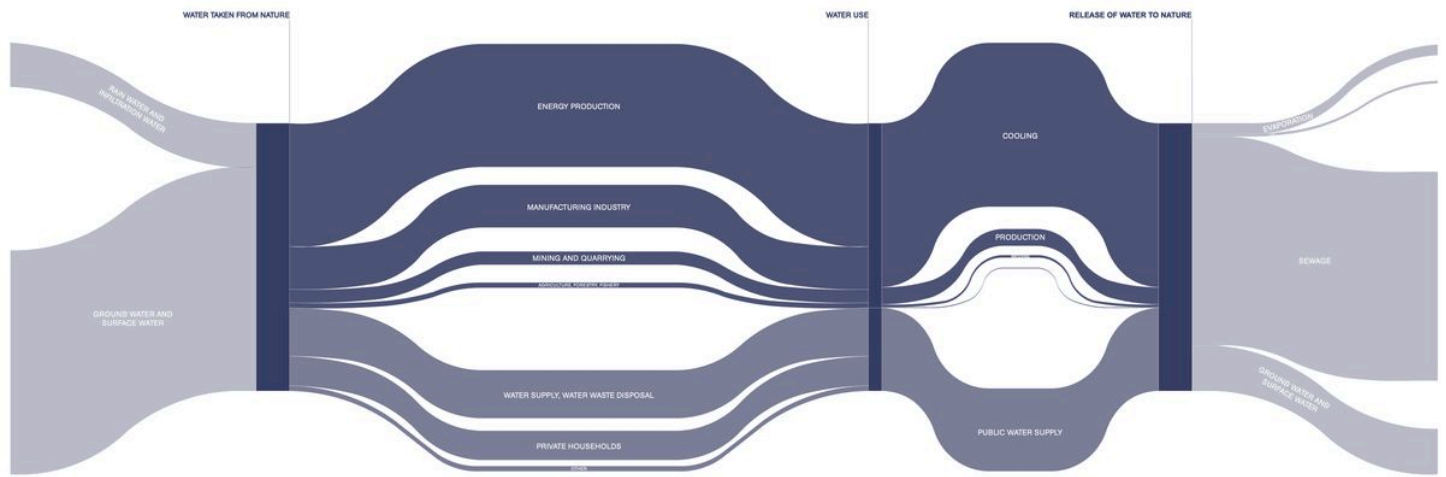 WATER TAKEN FROM NATURE
WATER USE
RELEASE OF WATER TO NATURE
RAIN WATER AND
INFILTRATION WATER
GROUND WATER AND
SURFACE WATER
ENERGY PRODUCTION
MANUFACTURING INDUSTRY
MINING AND QUARRYING
AGRICULTURE, FORESTRY, FISHERY
WATER SUPPLY, WATER WASTE DISPOSAL
PRIVATE HOUSEHOLDS
OTHER
COOLING
PRODUCTION
PUBLIC WATER SUPPLY
EVAPORATION
SEWAGE
GROUND WATER AND
SURFACE WATER